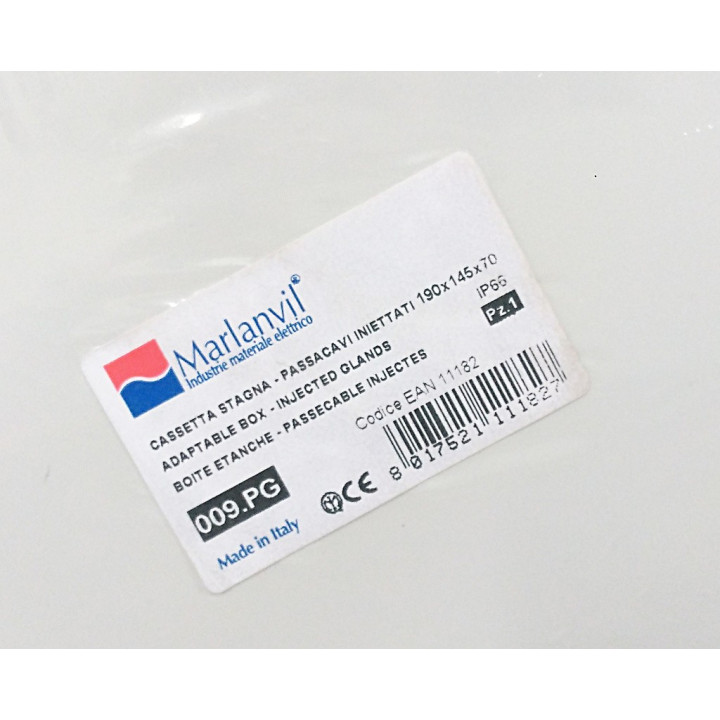 Marlanvil®
Industrie materiale elettrico
CASSETTA STAGNA - PASSACAVI INIETTATI 190x145x70
IP65
ADAPTABLE BOX - INJECTED GLANDS
Pz.1
BOITE ETANCHE - PASSECABLE INJECTES
Codice EAN 11182
009.PG
CE
8 017521 111827
Made in Italy